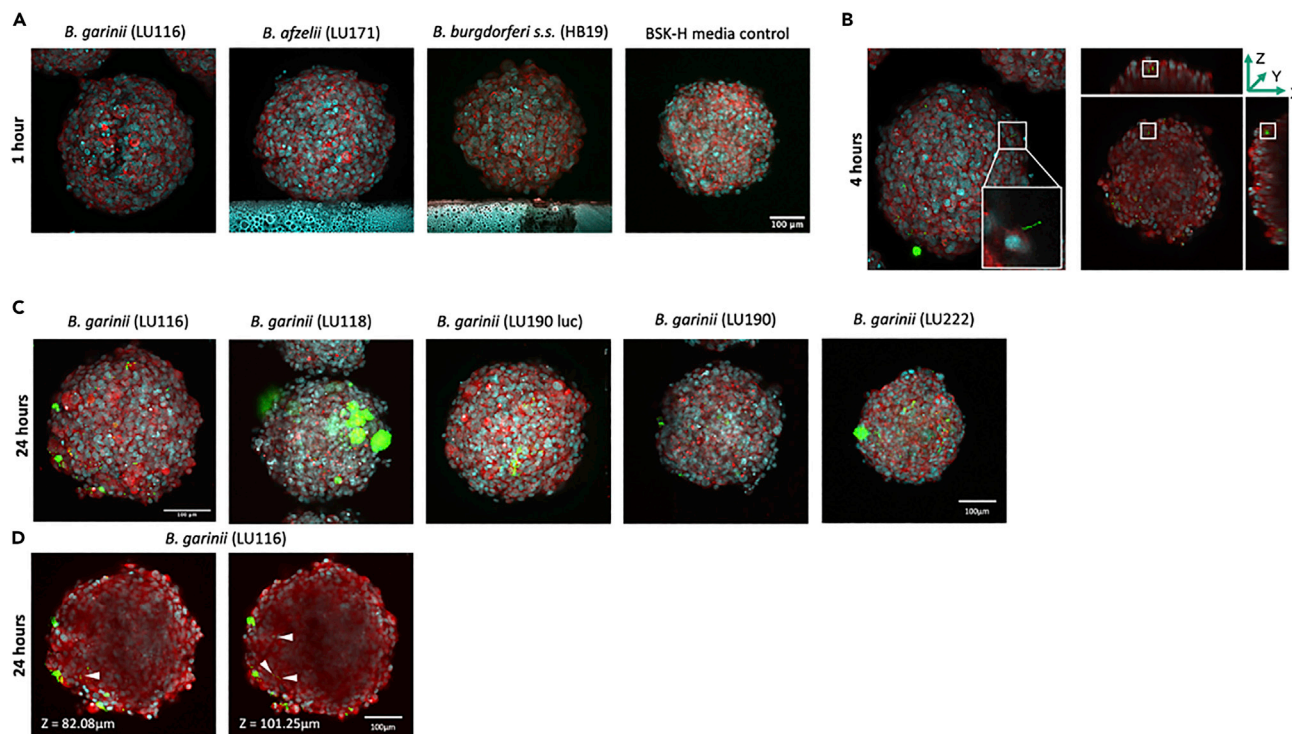 A
B. garinii (LU116)
B. afzelii (LU171)
B. burgdorferi s.s. (HB19)
BSK-H media control
1 hour
100 µm
B
4 hours
Z
Y
C
B. garinii (LU116)
B. garinii (LU118)
B. garinii (LU190 luc)
B. garinii (LU190)
B. garinii (LU222)
24 hours
100 µm
100µm
D
B. garinii (LU116)
24 hours
Z = 82.08µm
Z = 101.25µm
100µm